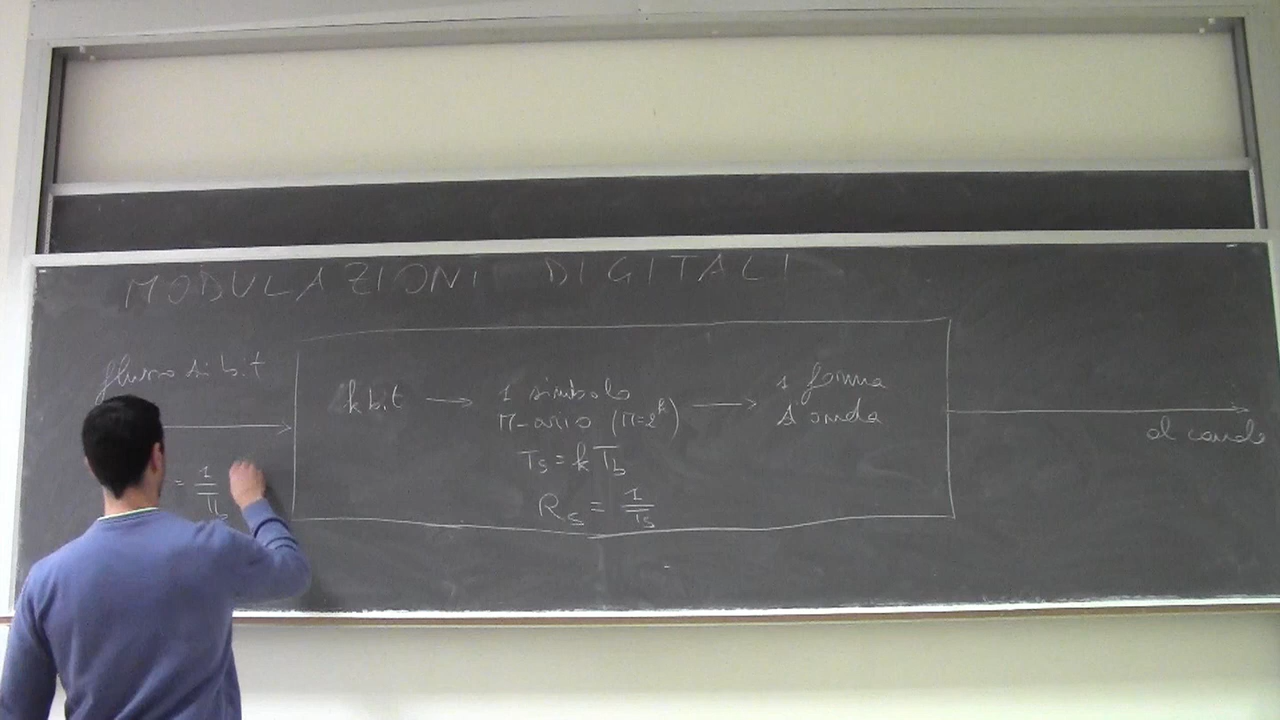 MODULAZIONI DIGITALI
flusso di bit
= 1/Tb
k bit → 1 simbolo
M-ario (M=2^k) → 1 forma
d'onda
Ts = k Tb
Rs = 1/Ts
al canale